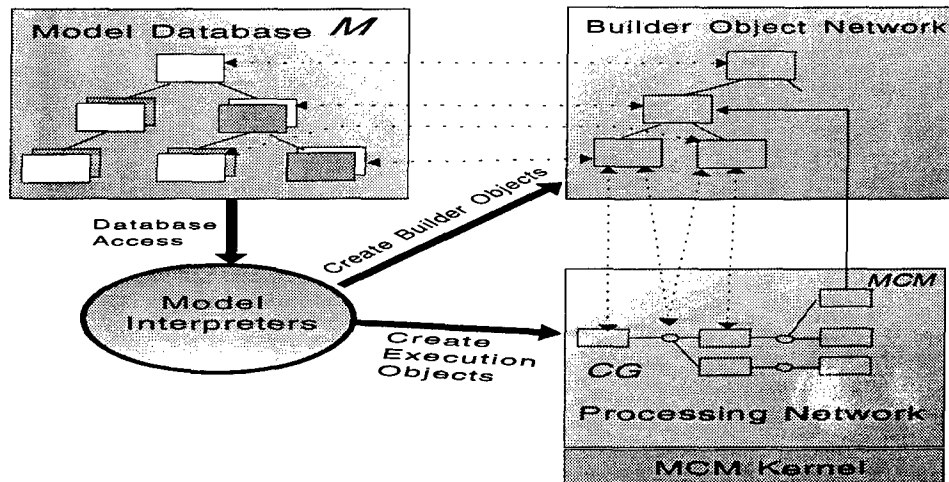 Model Database M
Builder Object Network
Database
Access
Create Builder Objects
Model
Interpreters
Create
Execution
Objects
MCM
CG
Processing Network
MCM Kernel